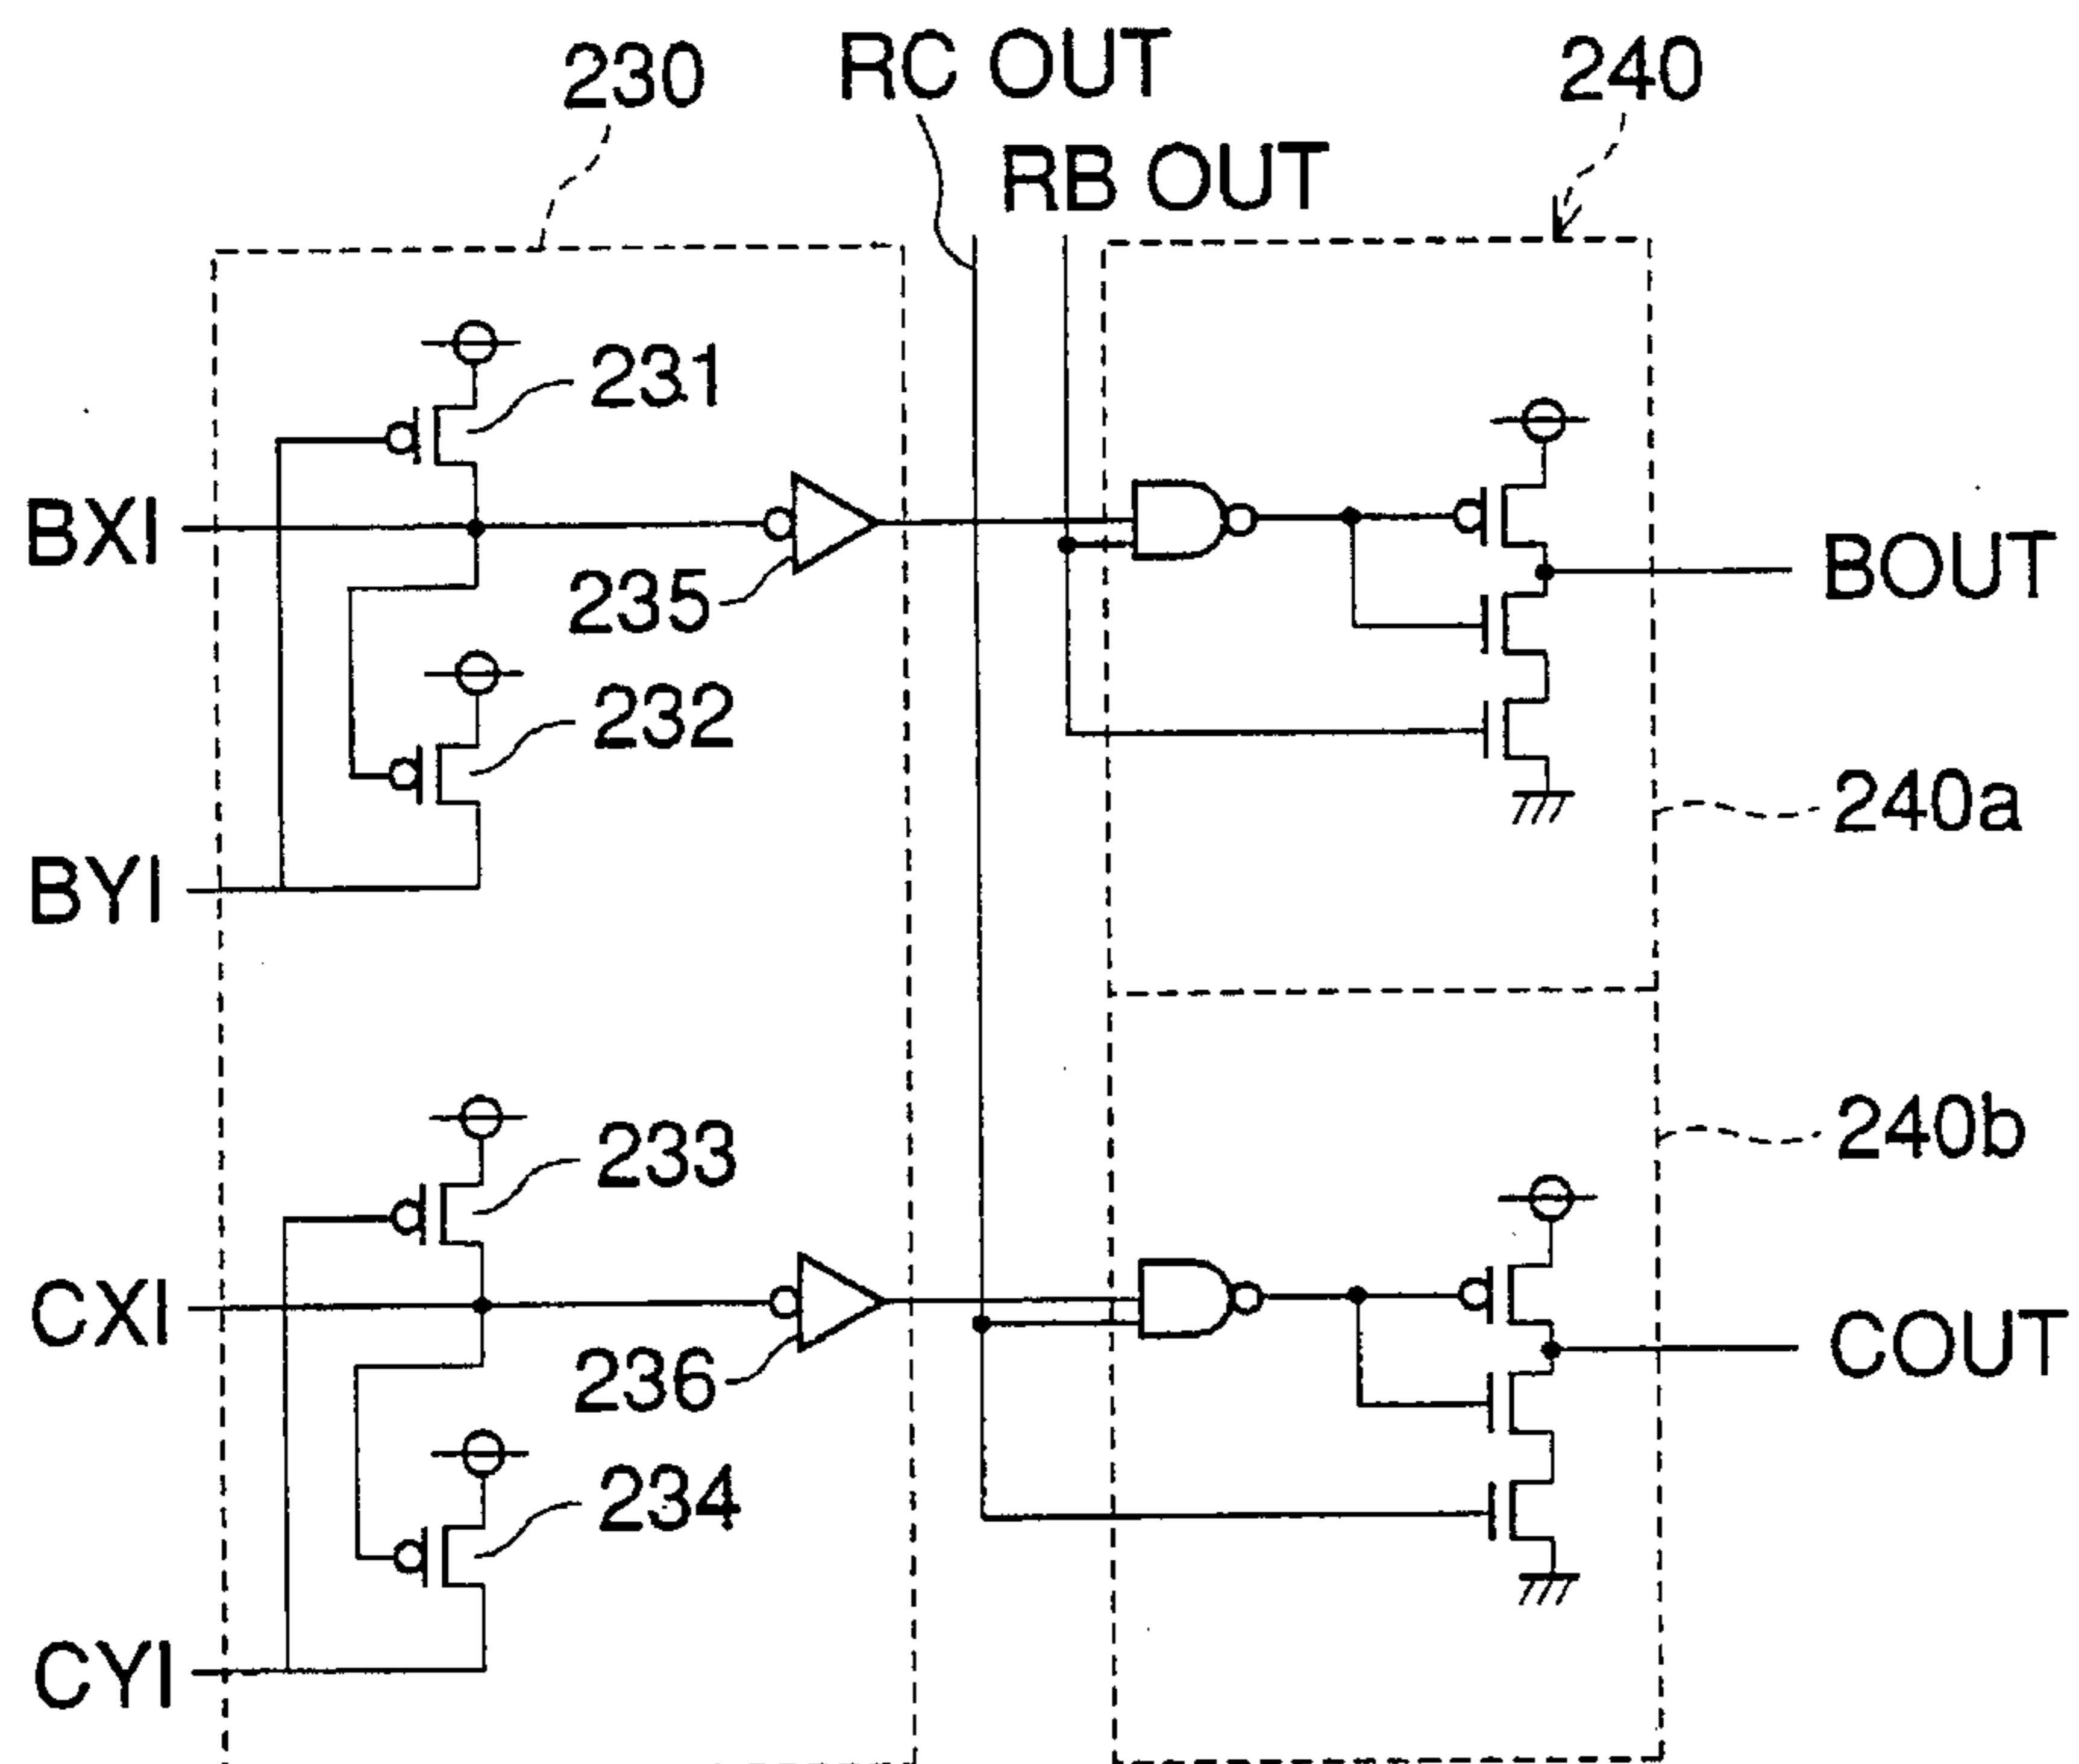 230
RC OUT
240
RB OUT
231
BXI
235
BOUT
232
240a
BYI
240b
233
CXI
236
COUT
234
CYI